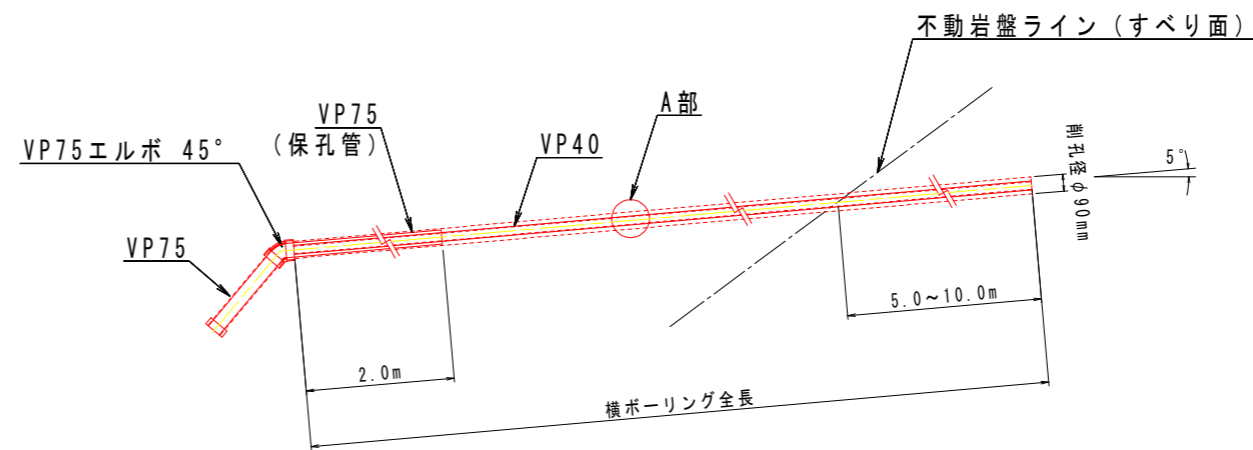 不動岩盤ライン（すべり面）
A部
VP75
（保孔管）
VP40
VP75エルボ 45°
VP75
削孔径φ90mm
5°
5.0～10.0m
2.0m
横ボーリング全長